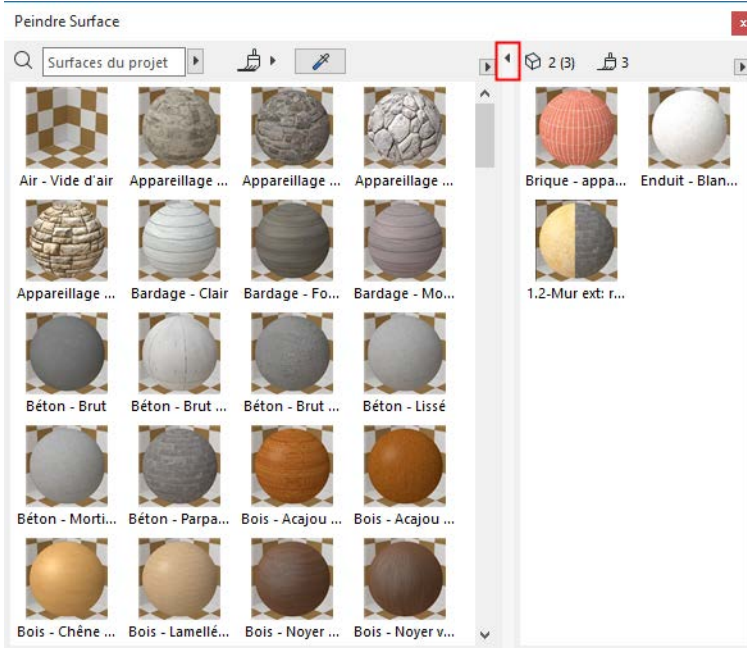 Peindre Surface
Surfaces du projet
2 (3) 3
Air - Vide d'air Appareillage ... Appareillage ... Appareillage ... Brique - appa... Enduit - Blan...
Appareillage ... Bardage - Clair Bardage - Fo... Bardage - Mo... 1.2-Mur ext: r...
Béton - Brut Béton - Brut ... Béton - Brut ... Béton - Lissé
Béton - Morti... Béton - Parpa... Bois - Acajou ... Bois - Acajou ...
Bois - Chêne ... Bois - Lamellé... Bois - Noyer ... Bois - Noyer v...